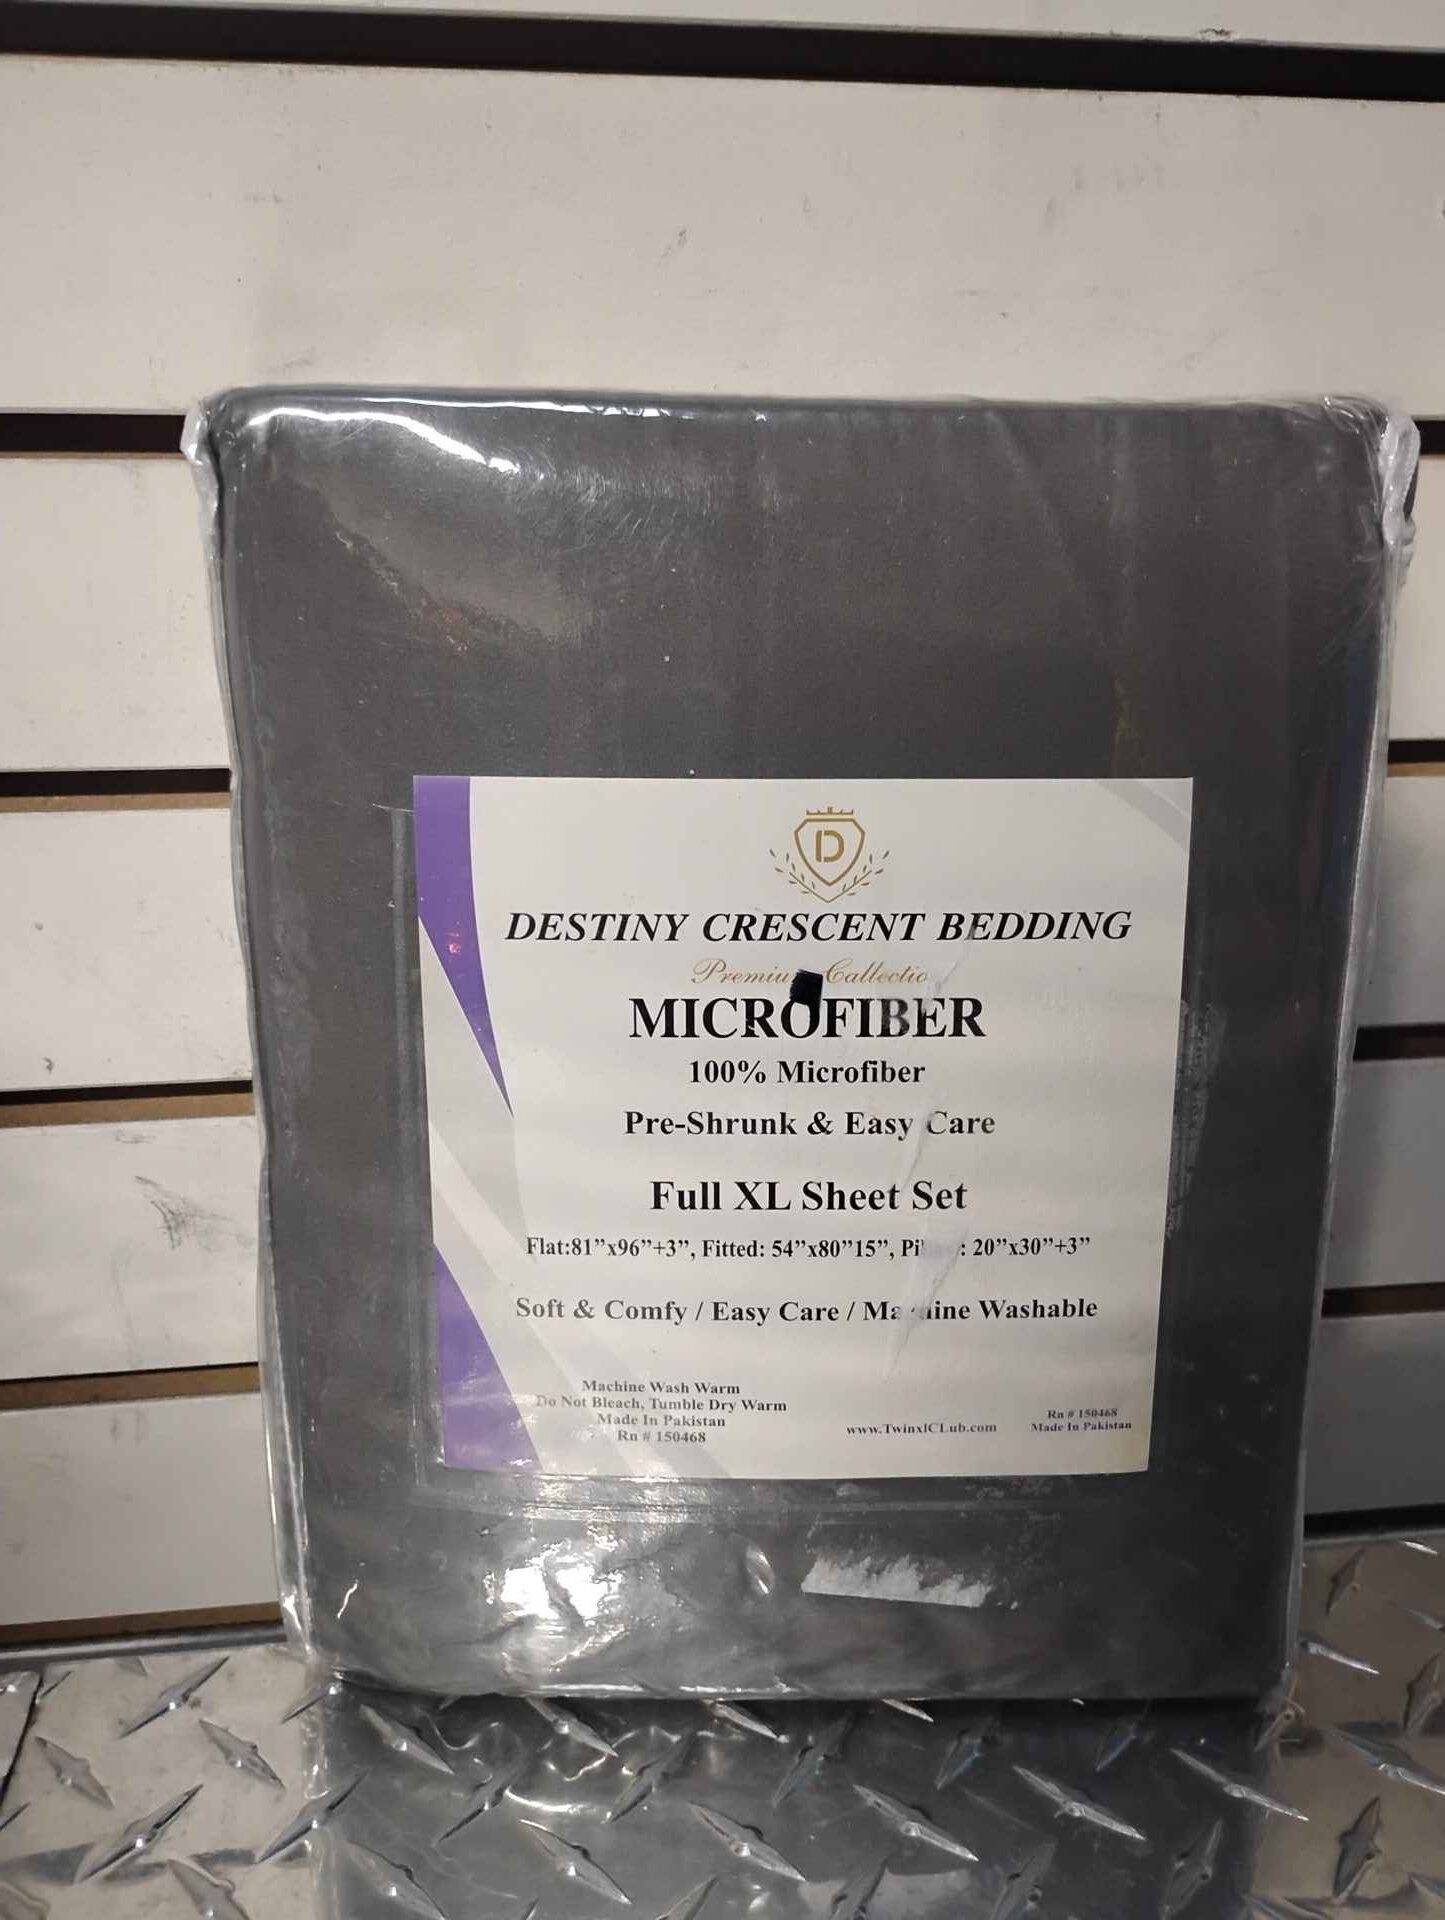 D
DESTINY CRESCENT BEDDING
MICROFIBER
100% Microfiber
Pre-Shrunk & Easy Care
Full XL Sheet Set
Flat:81”x96”+3”, Fitted: 54”x80”15”, : 20”x30”+3”
Soft & Comfy / Easy Care / Washable
Machine Wash Warm
Do Not Bleach, Tumble Dry Warm
Made In Pakistan
Rn # 150468
www.TwinxlCLub.com
Rn # 150468
Made In Pakistan